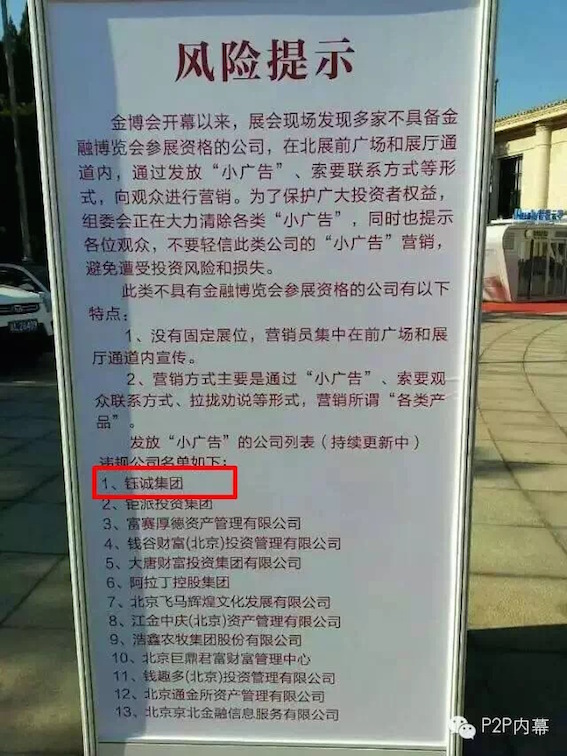 风险提示
金博会开幕以来，展会现场发现多家不具备金
融博览会参展资格的公司，在北展前广场和展厅通
道内，通过发放“小广告”、索要联系方式等形
式，向观众进行营销。为了保护广大投资者权益，
组委会正在大力清除各类“小广告”，同时也提示
各位观众，不要轻信此类公司的“小广告”营销，
避免遭受投资风险和损失。
此类不具有金融博览会参展资格的公司有以下
特点：
1、没有固定展位，营销员集中在前广场和展
厅通道内宣传。
2、营销方式主要是通过“小广告”、索要观
众联系方式、拉拢劝说等形式，营销所谓“各类产
品”。
发放“小广告”的公司列表（持续更新中）
违规公司名单如下：
1、钰诚集团
2、钜派投资集团
3、富赛厚德资产管理有限公司
4、钱谷财富(北京)投资管理有限公司
5、大唐财富投资集团有限公司
6、阿拉丁控股集团
7、北京飞马辉煌文化发展有限公司
8、江金中庆(北京)资产管理有限公司
9、浩鑫农牧集团股份有限公司
10、北京巨鼎君富财富管理中心
11、钱趣多(北京)投资管理有限公司
12、北京通金所资产管理有限公司
13、北京京北金融信息服务有限公司
P2P内幕